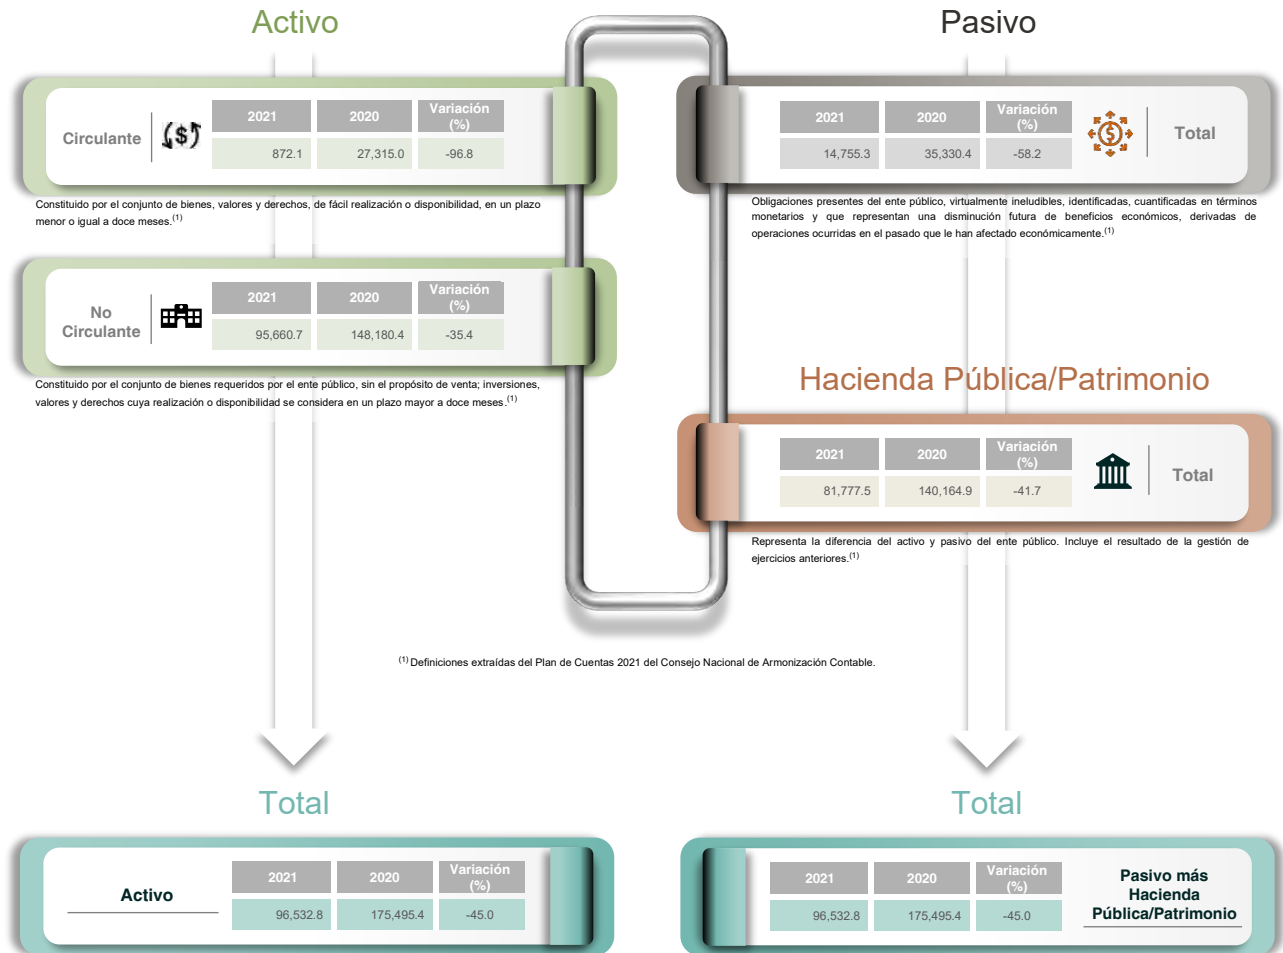 Activo
Circulante
2021 2020 Variación
(%)
872.1 27,315.0 -96.8
Constituido por el conjunto de bienes, valores y derechos, de fácil realización o disponibilidad, en un plazo
menor o igual a doce meses.(1)
No
Circulante
2021 2020 Variación
(%)
95,660.7 148,180.4 -35.4
Constituido por el conjunto de bienes requeridos por el ente público, sin el propósito de venta; inversiones,
valores y derechos cuya realización o disponibilidad se considera en un plazo mayor a doce meses.(1)
Pasivo
2021 2020 Variación
(%)
14,755.3 35,330.4 -58.2
Total
Obligaciones presentes del ente público, virtualmente ineludibles, identificadas, cuantificadas en términos
monetarios y que representan una disminución futura de beneficios económicos, derivadas de
operaciones ocurridas en el pasado que le han afectado económicamente.(1)
Hacienda Pública/Patrimonio
2021 2020 Variación
(%)
81,777.5 140,164.9 -41.7
Total
Representa la diferencia del activo y pasivo del ente público. Incluye el resultado de la gestión de
ejercicios anteriores.(1)
(1) Definiciones extraídas del Plan de Cuentas 2021 del Consejo Nacional de Armonización Contable.
Total
Activo
2021 2020 Variación
(%)
96,532.8 175,495.4 -45.0
Total
2021 2020 Variación
(%)
96,532.8 175,495.4 -45.0
Pasivo más
Hacienda
Pública/Patrimonio